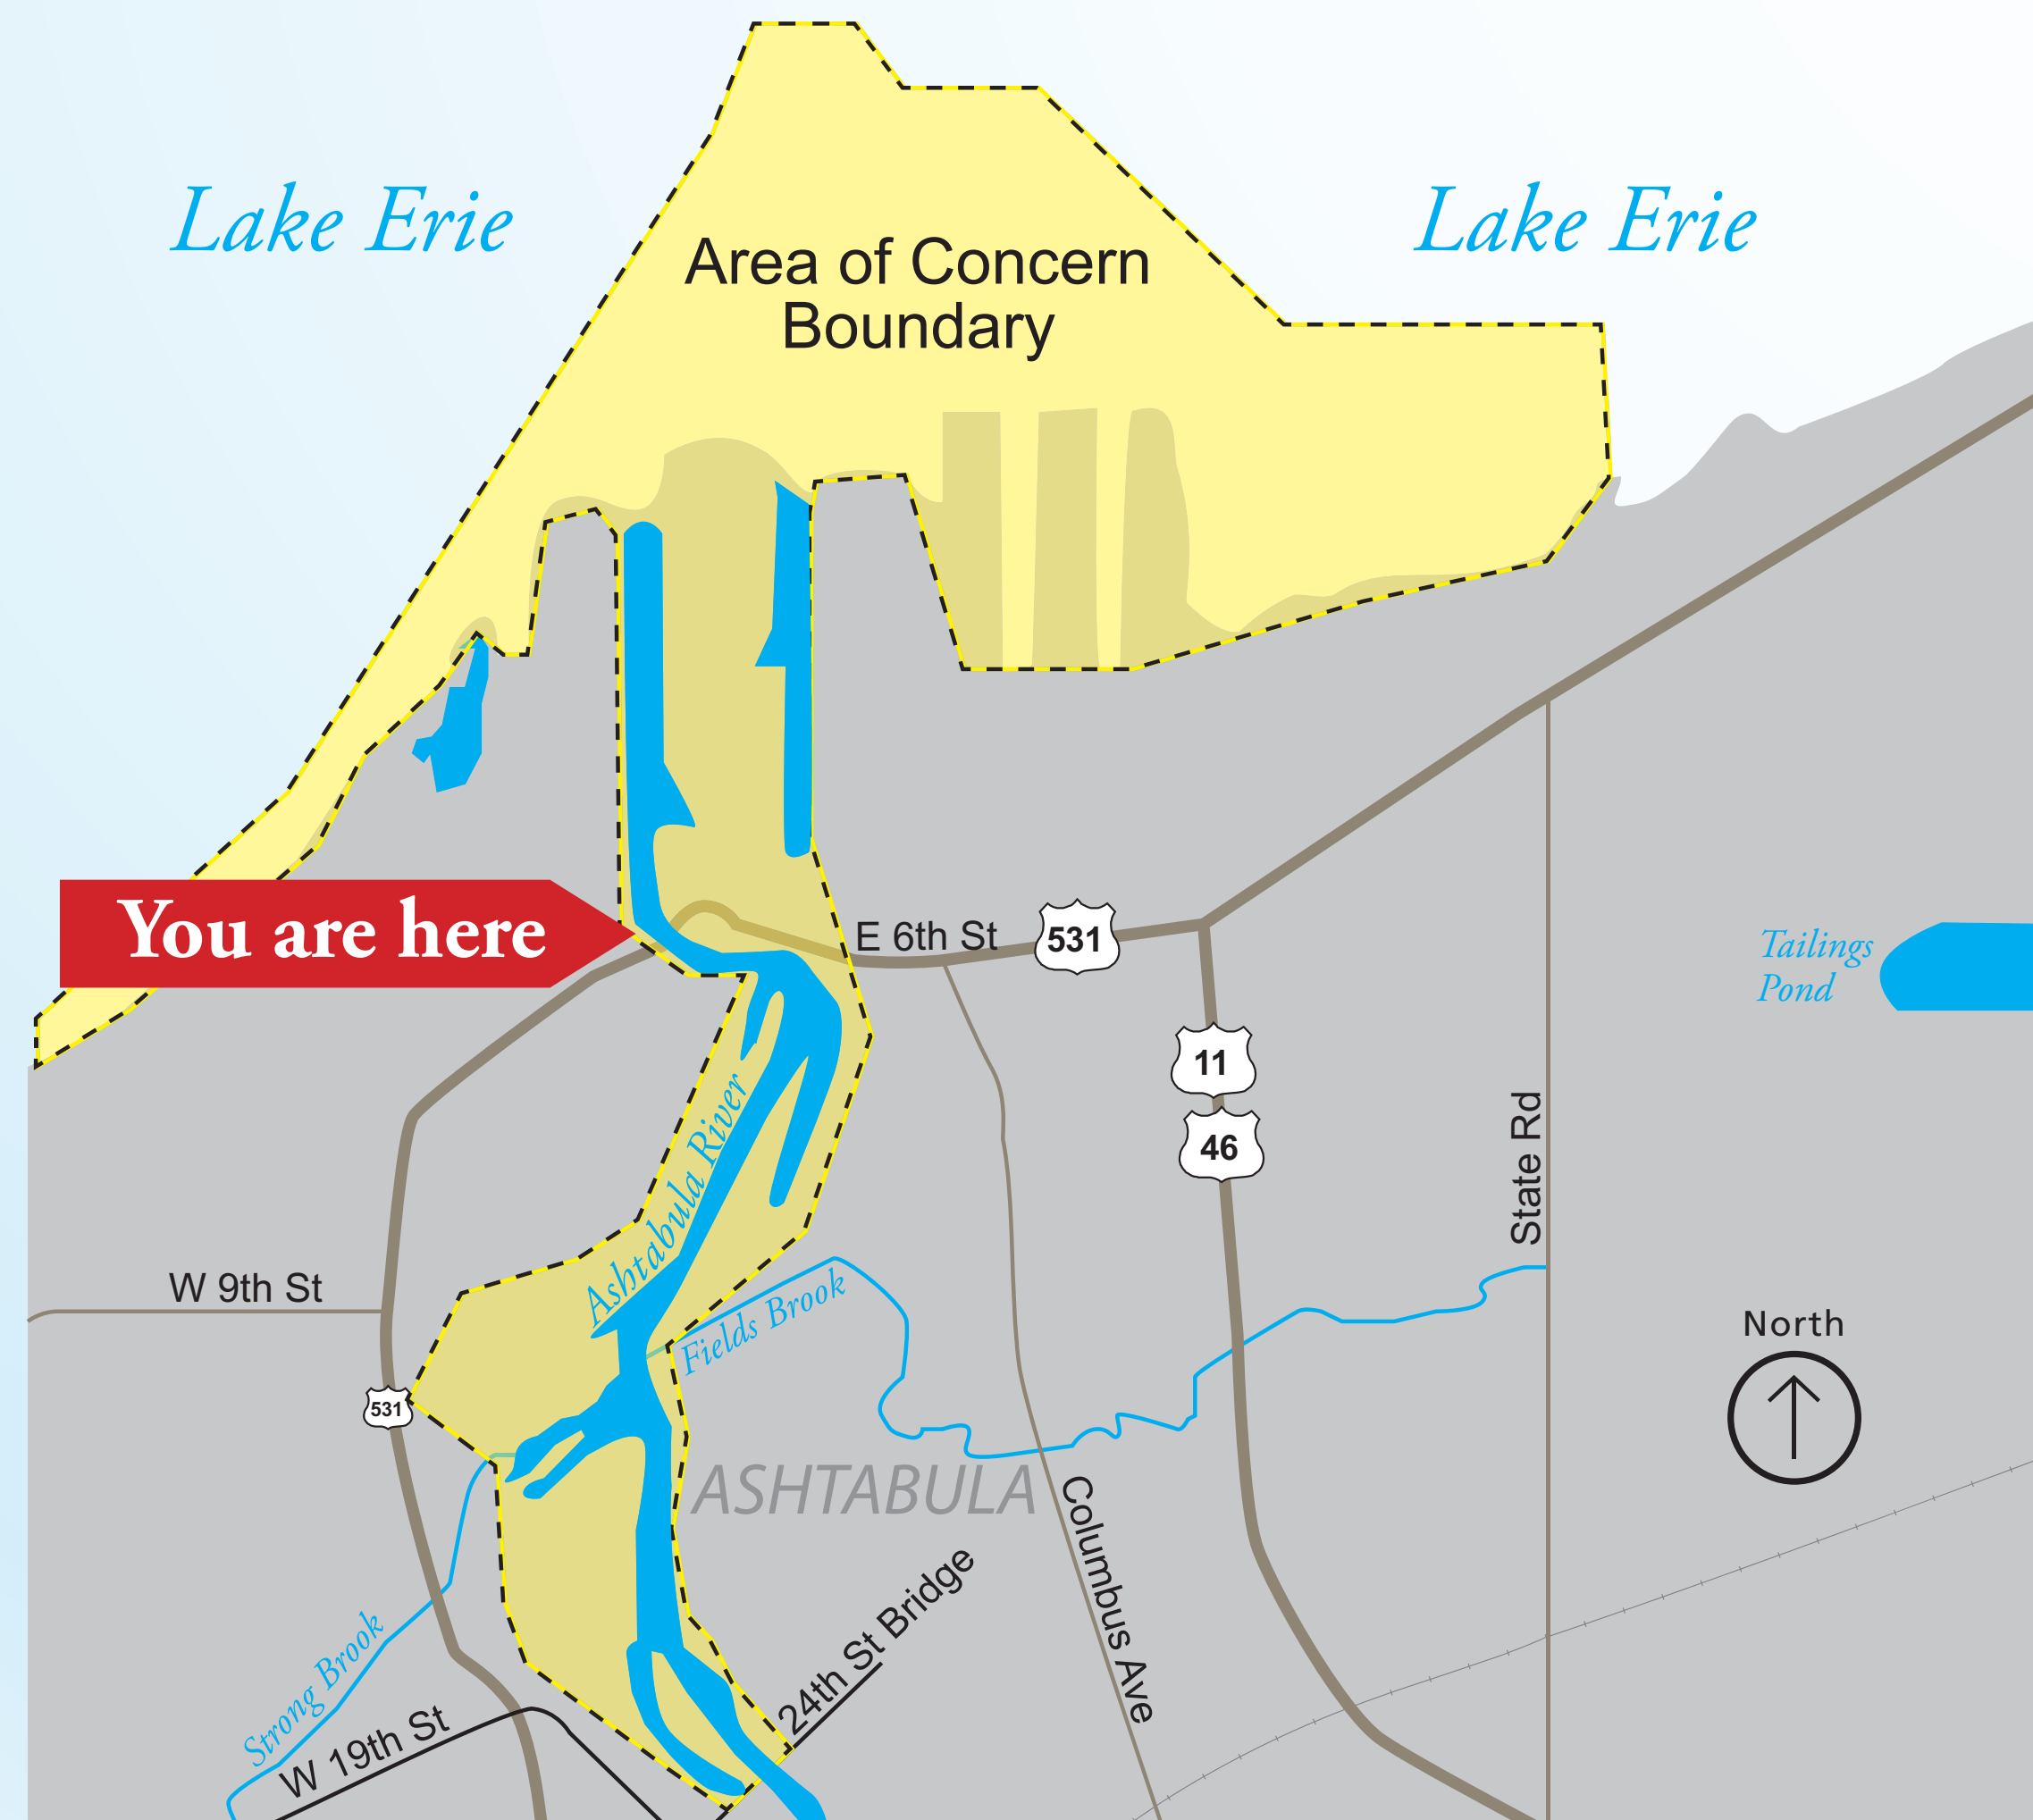 Lake Erie
Lake Erie
Area of Concern
Boundary
You are here
E 6th St
531
Tailings
Pond
11
46
State Rd
Ashtabula River
W 9th St
Fields Brook
North
531
ASHTABULA
Columbus Ave
24th St Bridge
Strong Brook
W 19th St